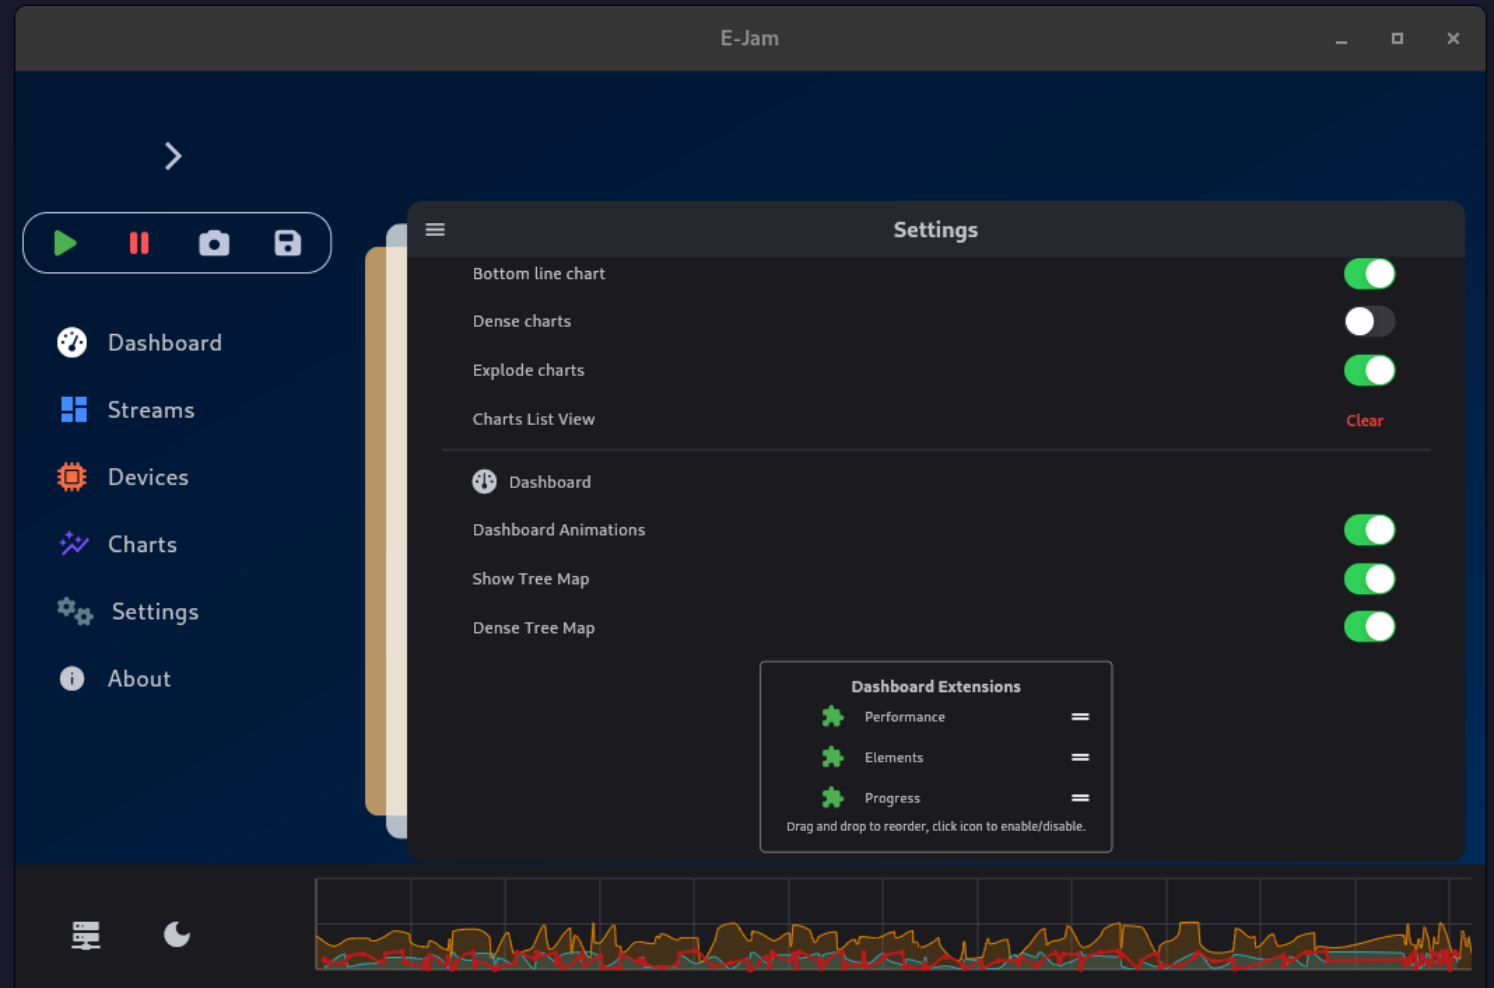 E-Jam
Settings
Dashboard
Streams
Devices
Charts
Settings
About
Bottom line chart
Dense charts
Explode charts
Charts List View Clear
Dashboard
Dashboard Animations
Show Tree Map
Dense Tree Map
Dashboard Extensions
Performance
Elements
Progress
Drag and drop to reorder, click icon to enable/disable.